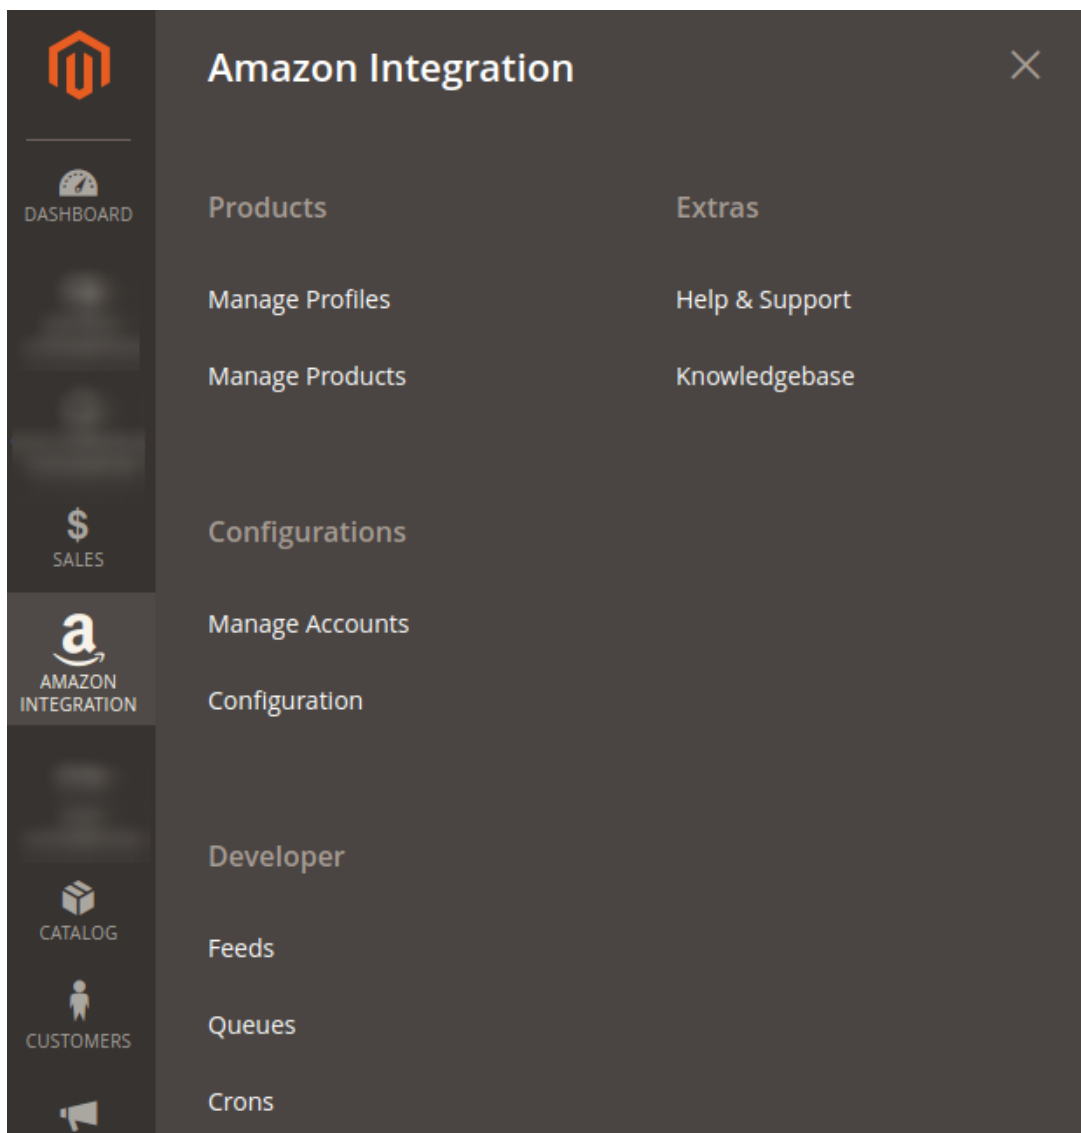 Amazon Integration
DASHBOARD
SALES
AMAZON
INTEGRATION
CATALOG
CUSTOMERS
Products
Manage Profiles
Manage Products
Extras
Help & Support
Knowledgebase
Configurations
Manage Accounts
Configuration
Developer
Feeds
Queues
Crons